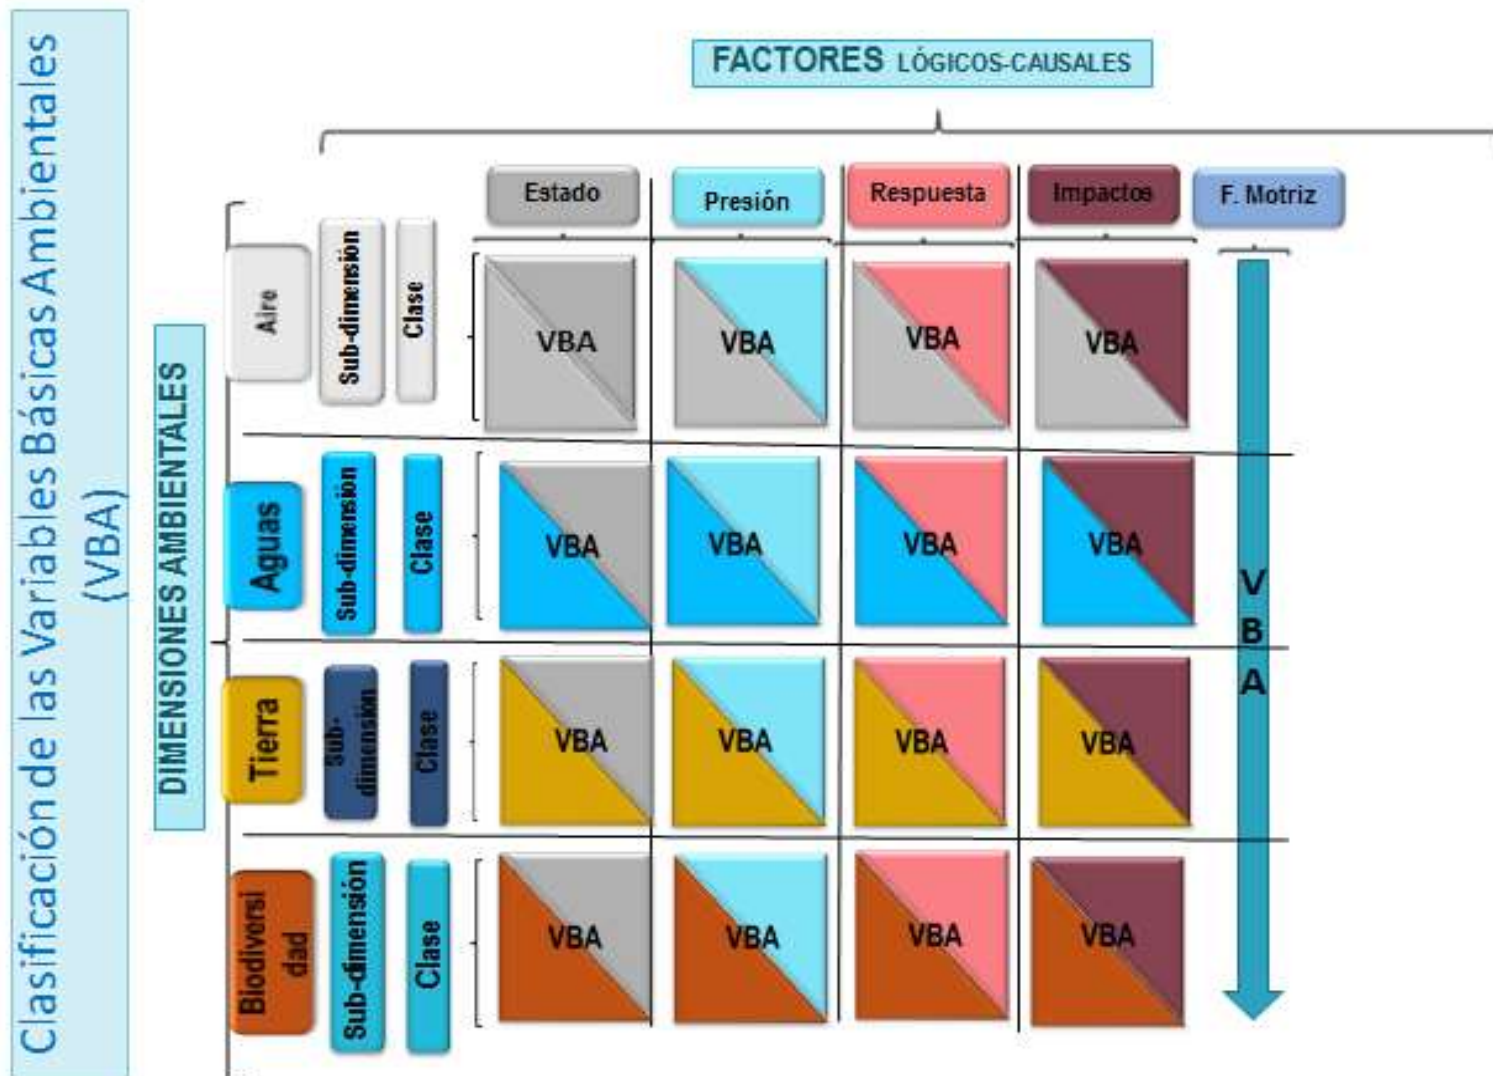 Clasificación de las Variables Básicas Ambientales
(VBA)
FACTORES LÓGICOS-CAUSALES
DIMENSIONES AMBIENTALES
Estado
Presión
Respuesta
Impactos
F. Motriz
Aire
Sub-dimensión
Clase
VBA
VBA
VBA
VBA
Aguas
Sub-dimensión
Clase
VBA
VBA
VBA
VBA
Tierra
Sub-
dimensión
Clase
VBA
VBA
VBA
VBA
Biodiversi
dad
Sub-dimensión
Clase
VBA
VBA
VBA
VBA
V
B
A